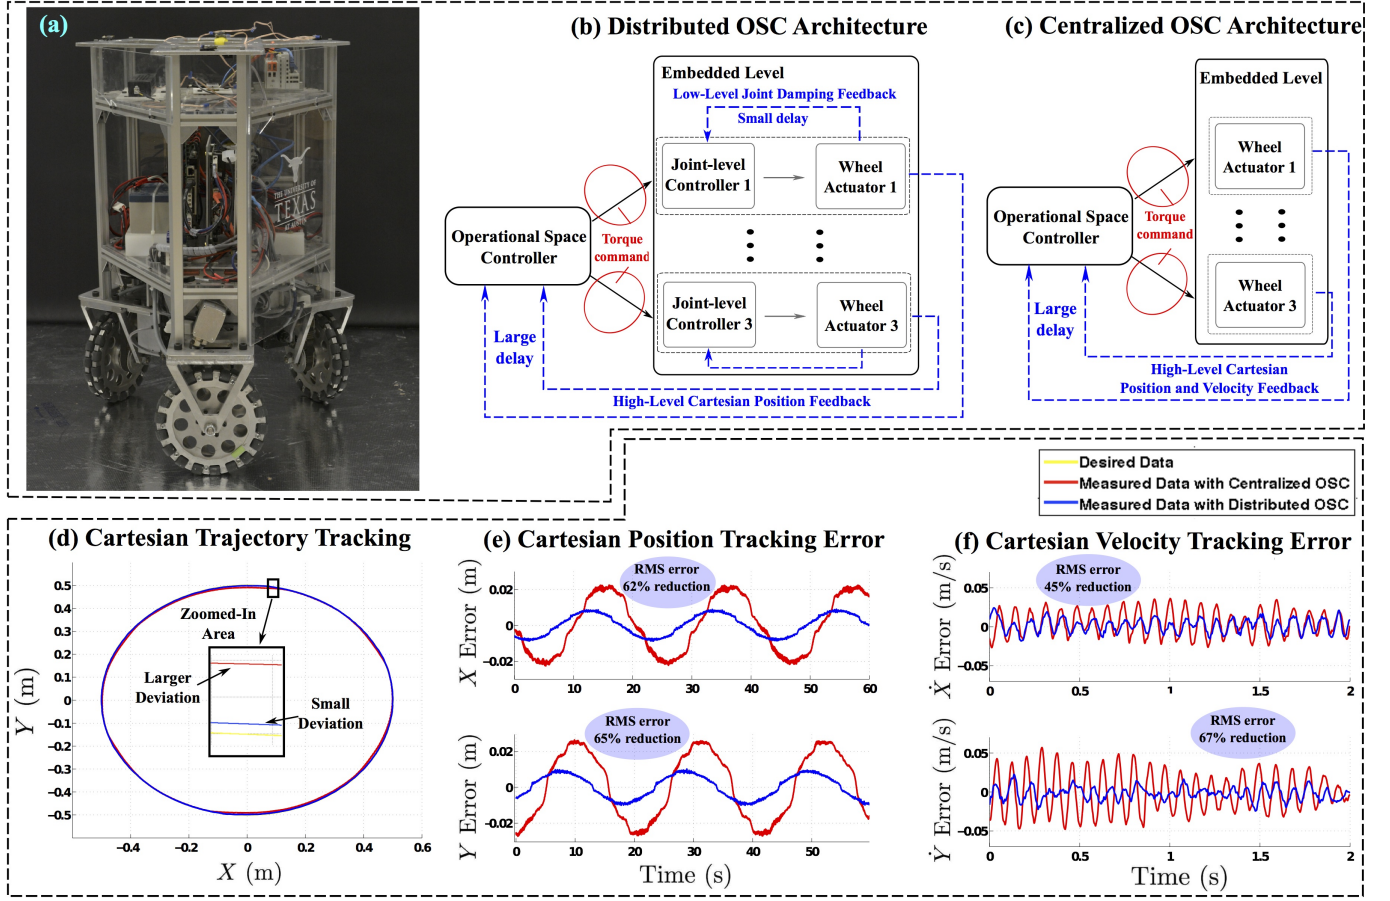 (a)
THE UNIVERSITY OF
TEXAS
AT AUSTIN
(b) Distributed OSC Architecture
Embedded Level
Low-Level Joint Damping Feedback
Small delay
Joint-level
Controller 1
Wheel
Actuator 1
Operational Space
Controller
Torque
command
Joint-level
Controller 3
Wheel
Actuator 3
Large
delay
High-Level Cartesian Position Feedback
(c) Centralized OSC Architecture
Embedded Level
Wheel
Actuator 1
Operational Space
Controller
Torque
command
Wheel
Actuator 3
Large
delay
High-Level Cartesian
Position and Velocity Feedback
Desired Data
Measured Data with Centralized OSC
Measured Data with Distributed OSC
(d) Cartesian Trajectory Tracking
Y (m)
0.5
0.4
0.3
0.2
0.1
0
-0.1
-0.2
-0.3
-0.4
-0.5
Zoomed-In
Area
Larger
Deviation
Small
Deviation
-0.4 -0.2 0 0.2 0.4 0.6
X (m)
(e) Cartesian Position Tracking Error
RMS error
62% reduction
X Error (m)
0.02
0
-0.02
0 10 20 30 40 50 60
RMS error
65% reduction
Y Error (m)
0.02
0
-0.02
0 10 20 30 40 50
Time (s)
(f) Cartesian Velocity Tracking Error
RMS error
45% reduction
Ẋ Error (m/s)
0.05
0
-0.05
0 0.5 1 1.5 2
RMS error
67% reduction
Ẏ Error (m/s)
0.05
0
-0.05
0 0.5 1 1.5 2
Time (s)